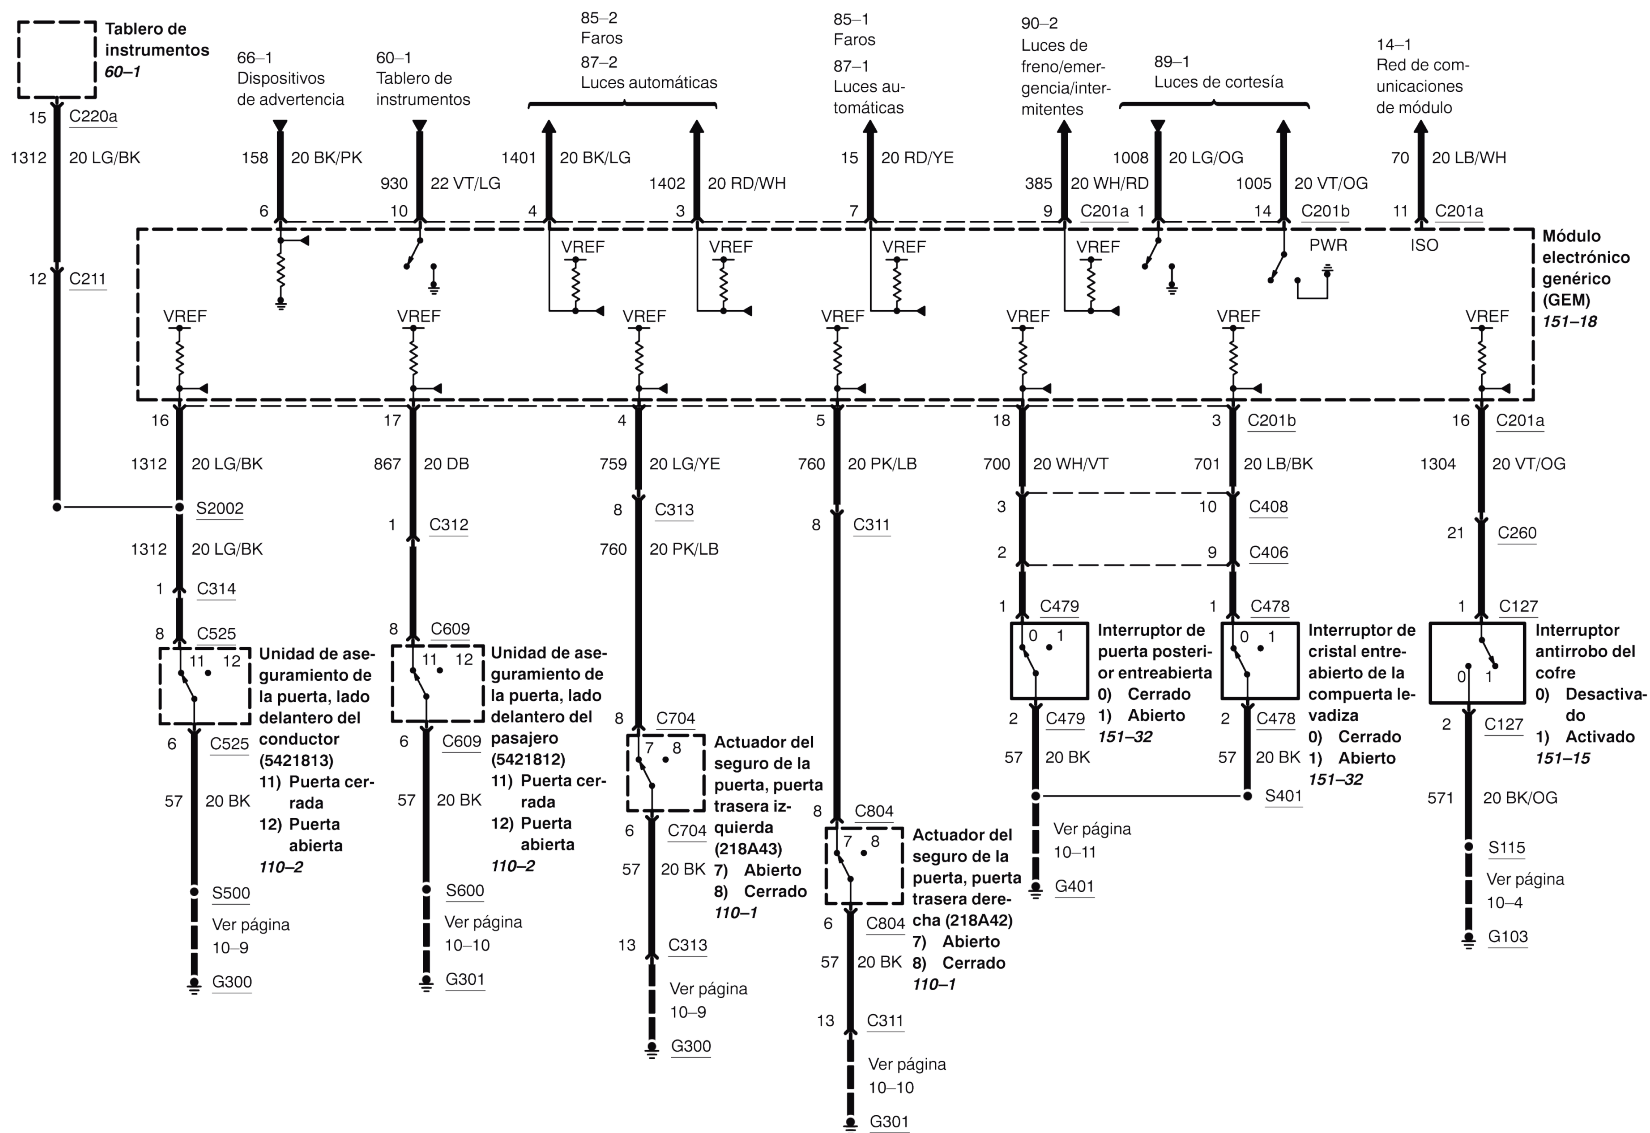 Tablero de
instrumentos
60–1
66–1
Dispositivos
de advertencia
60–1
Tablero de
instrumentos
85–2
Faros
87–2
Luces automáticas
85–1
Faros
87–1
Luces au-
tomáticas
90–2
Luces de
freno/emer-
gencia/inter-
mitentes
89–1
Luces de cortesía
14–1
Red de com-
unicaciones
de módulo
15 C220a
1312 20 LG/BK
158 20 BK/PK
930 22 VT/LG
1401 20 BK/LG
1402 20 RD/WH
15 20 RD/YE
385 20 WH/RD
1008 20 LG/OG
1005 20 VT/OG
70 20 LB/WH
6 10 4 3 7 9 C201a 1 14 C201b 11 C201a
12 C211
VREF VREF VREF VREF PWR ISO
Módulo
electrónico
genérico
(GEM)
151–18
VREF VREF VREF VREF VREF VREF VREF
16 17 4 5 18 3 C201b 16 C201a
1312 20 LG/BK
867 20 DB
759 20 LG/YE
760 20 PK/LB
700 20 WH/VT
701 20 LB/BK
1304 20 VT/OG
S2002
8 C313
3 10 C408
1 C312
8 C311
21 C260
1312 20 LG/BK
760 20 PK/LB
2 9 C406
1 C314
1 C479
1 C478
1 C127
8 C525
8 C609
11 12
Unidad de ase-
guramiento de
la puerta, lado
delantero del
conductor
(5421813)
11) Puerta cer-
rada
12) Puerta
abierta
110–2
11 12
Unidad de ase-
guramiento de
la puerta, lado
delantero del
pasajero
(5421812)
11) Puerta cer-
rada
12) Puerta
abierta
110–2
0 1
Interruptor de
puerta posteri-
or entreabierta
0) Cerrado
1) Abierto
151–32
0 1
Interruptor de
cristal entre-
abierto de la
compuerta le-
vadiza
0) Cerrado
1) Abierto
151–32
0 1
Interruptor
antirrobo del
cofre
0) Desactiva-
do
1) Activado
151–15
6 C525
57 20 BK
S500
Ver página
10–9
G300
6 C609
57 20 BK
S600
Ver página
10–10
G301
8 C704
7 8
Actuador del
seguro de la
puerta, puerta
trasera iz-
quierda
(218A43)
7) Abierto
8) Cerrado
110–1
6 C704
57 20 BK
13 C313
Ver página
10–9
G300
8 C804
7 8
Actuador del
seguro de la
puerta, puerta
trasera dere-
cha (218A42)
7) Abierto
8) Cerrado
110–1
6 C804
57 20 BK
13 C311
Ver página
10–10
G301
2 C479
57 20 BK
2 C478
57 20 BK
S401
Ver página
10–11
G401
2 C127
571 20 BK/OG
S115
Ver página
10–4
G103